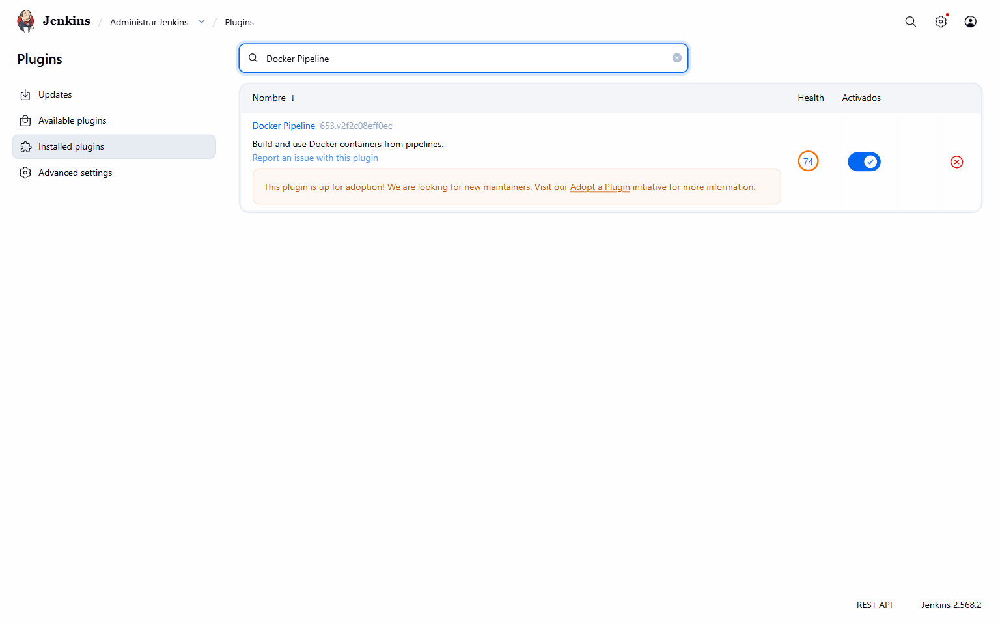 Jenkins / Administrar Jenkins / Plugins
Plugins
Docker Pipeline
Updates
Available plugins
Installed plugins
Advanced settings
Nombre ↓ Health Activados
Docker Pipeline 653.v2f2c08eff0ec
Build and use Docker containers from pipelines.
Report an issue with this plugin
74
This plugin is up for adoption! We are looking for new maintainers. Visit our Adopt a Plugin initiative for more information.
REST API Jenkins 2.568.2